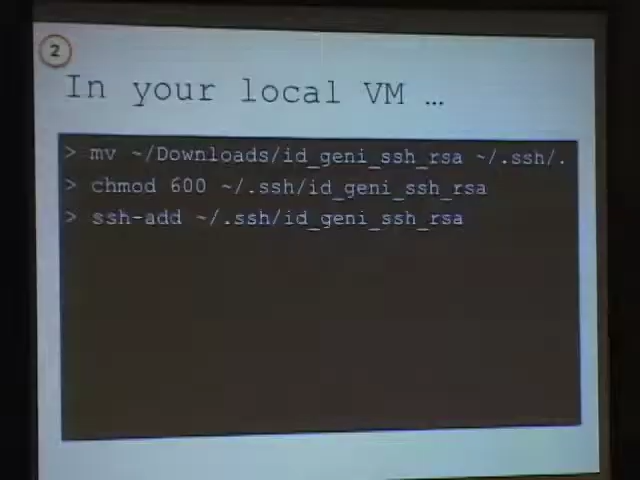 2
In your local VM …
> mv ~/Downloads/id_geni_ssh_rsa ~/.ssh/.
> chmod 600 ~/.ssh/id_geni_ssh_rsa
> ssh-add ~/.ssh/id_geni_ssh_rsa